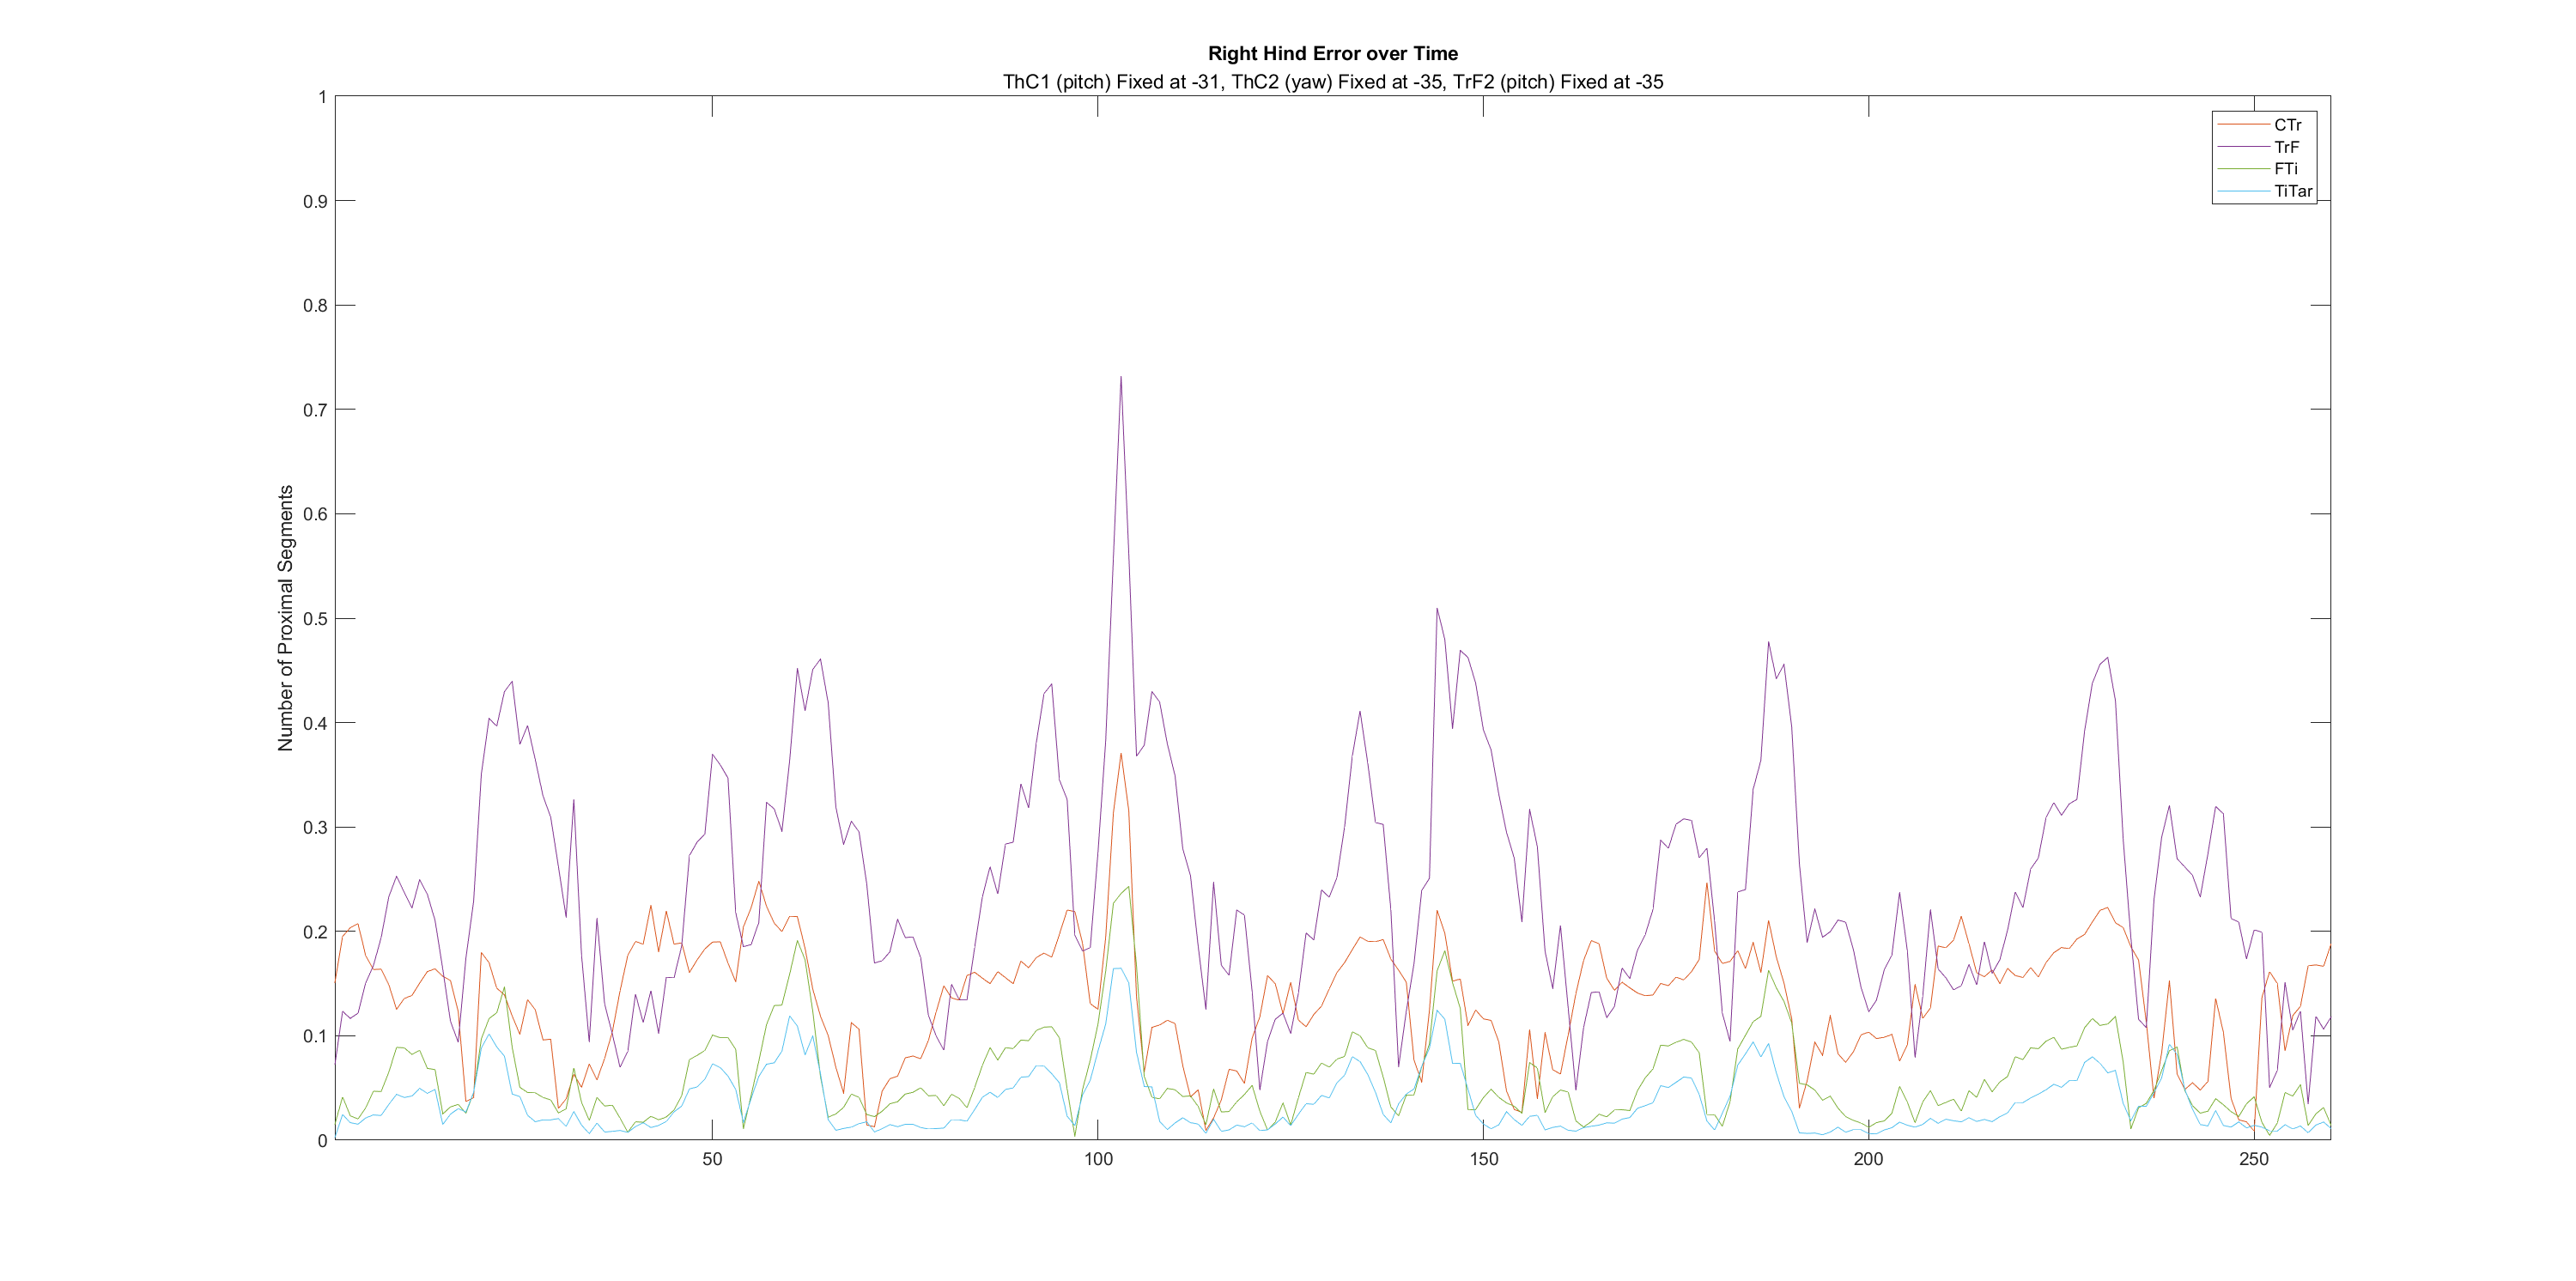 Right Hind Error over Time
ThC1 (pitch) Fixed at -31, ThC2 (yaw) Fixed at -35, TrF2 (pitch) Fixed at -35
1
0.9
0.8
0.7
0.6
0.5
0.4
0.3
0.2
0.1
0
Number of Proximal Segments
CTr
TrF
FTi
TiTar
50
100
150
200
250